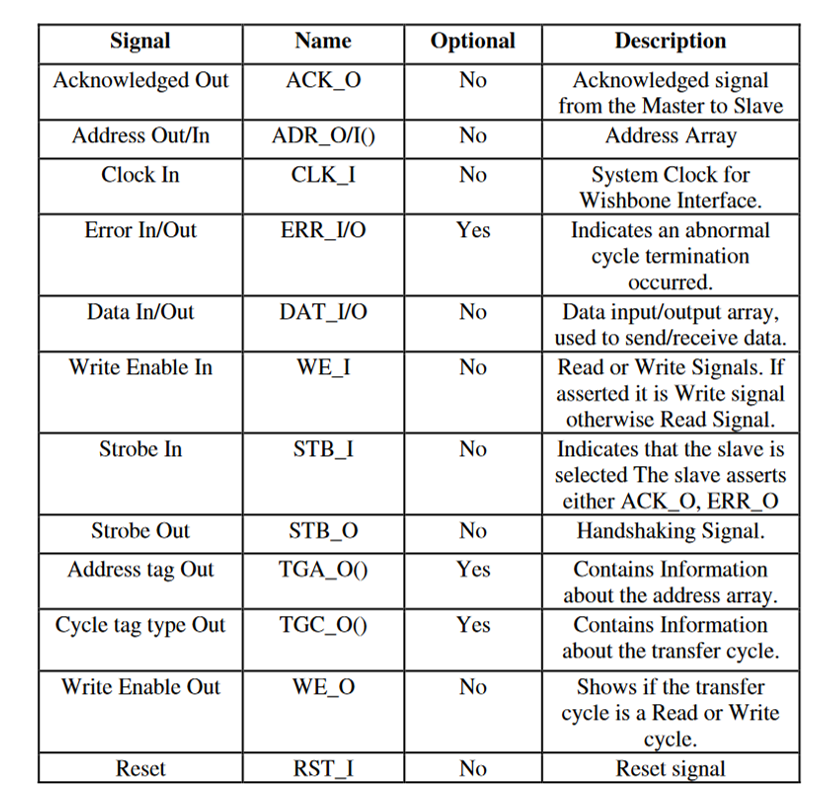 Signal Name Optional Description
Acknowledged Out ACK_O No Acknowledged signal
from the Master to Slave
Address Out/In ADR_O/I() No Address Array
Clock In CLK_I No System Clock for
Wishbone Interface.
Error In/Out ERR_I/O Yes Indicates an abnormal
cycle termination
occurred.
Data In/Out DAT_I/O No Data input/output array,
used to send/receive data.
Write Enable In WE_I No Read or Write Signals. If
asserted it is Write signal
otherwise Read Signal.
Strobe In STB_I No Indicates that the slave is
selected The slave asserts
either ACK_O, ERR_O
Strobe Out STB_O No Handshaking Signal.
Address tag Out TGA_O() Yes Contains Information
about the address array.
Cycle tag type Out TGC_O() Yes Contains Information
about the transfer cycle.
Write Enable Out WE_O No Shows if the transfer
cycle is a Read or Write
cycle.
Reset RST_I No Reset signal